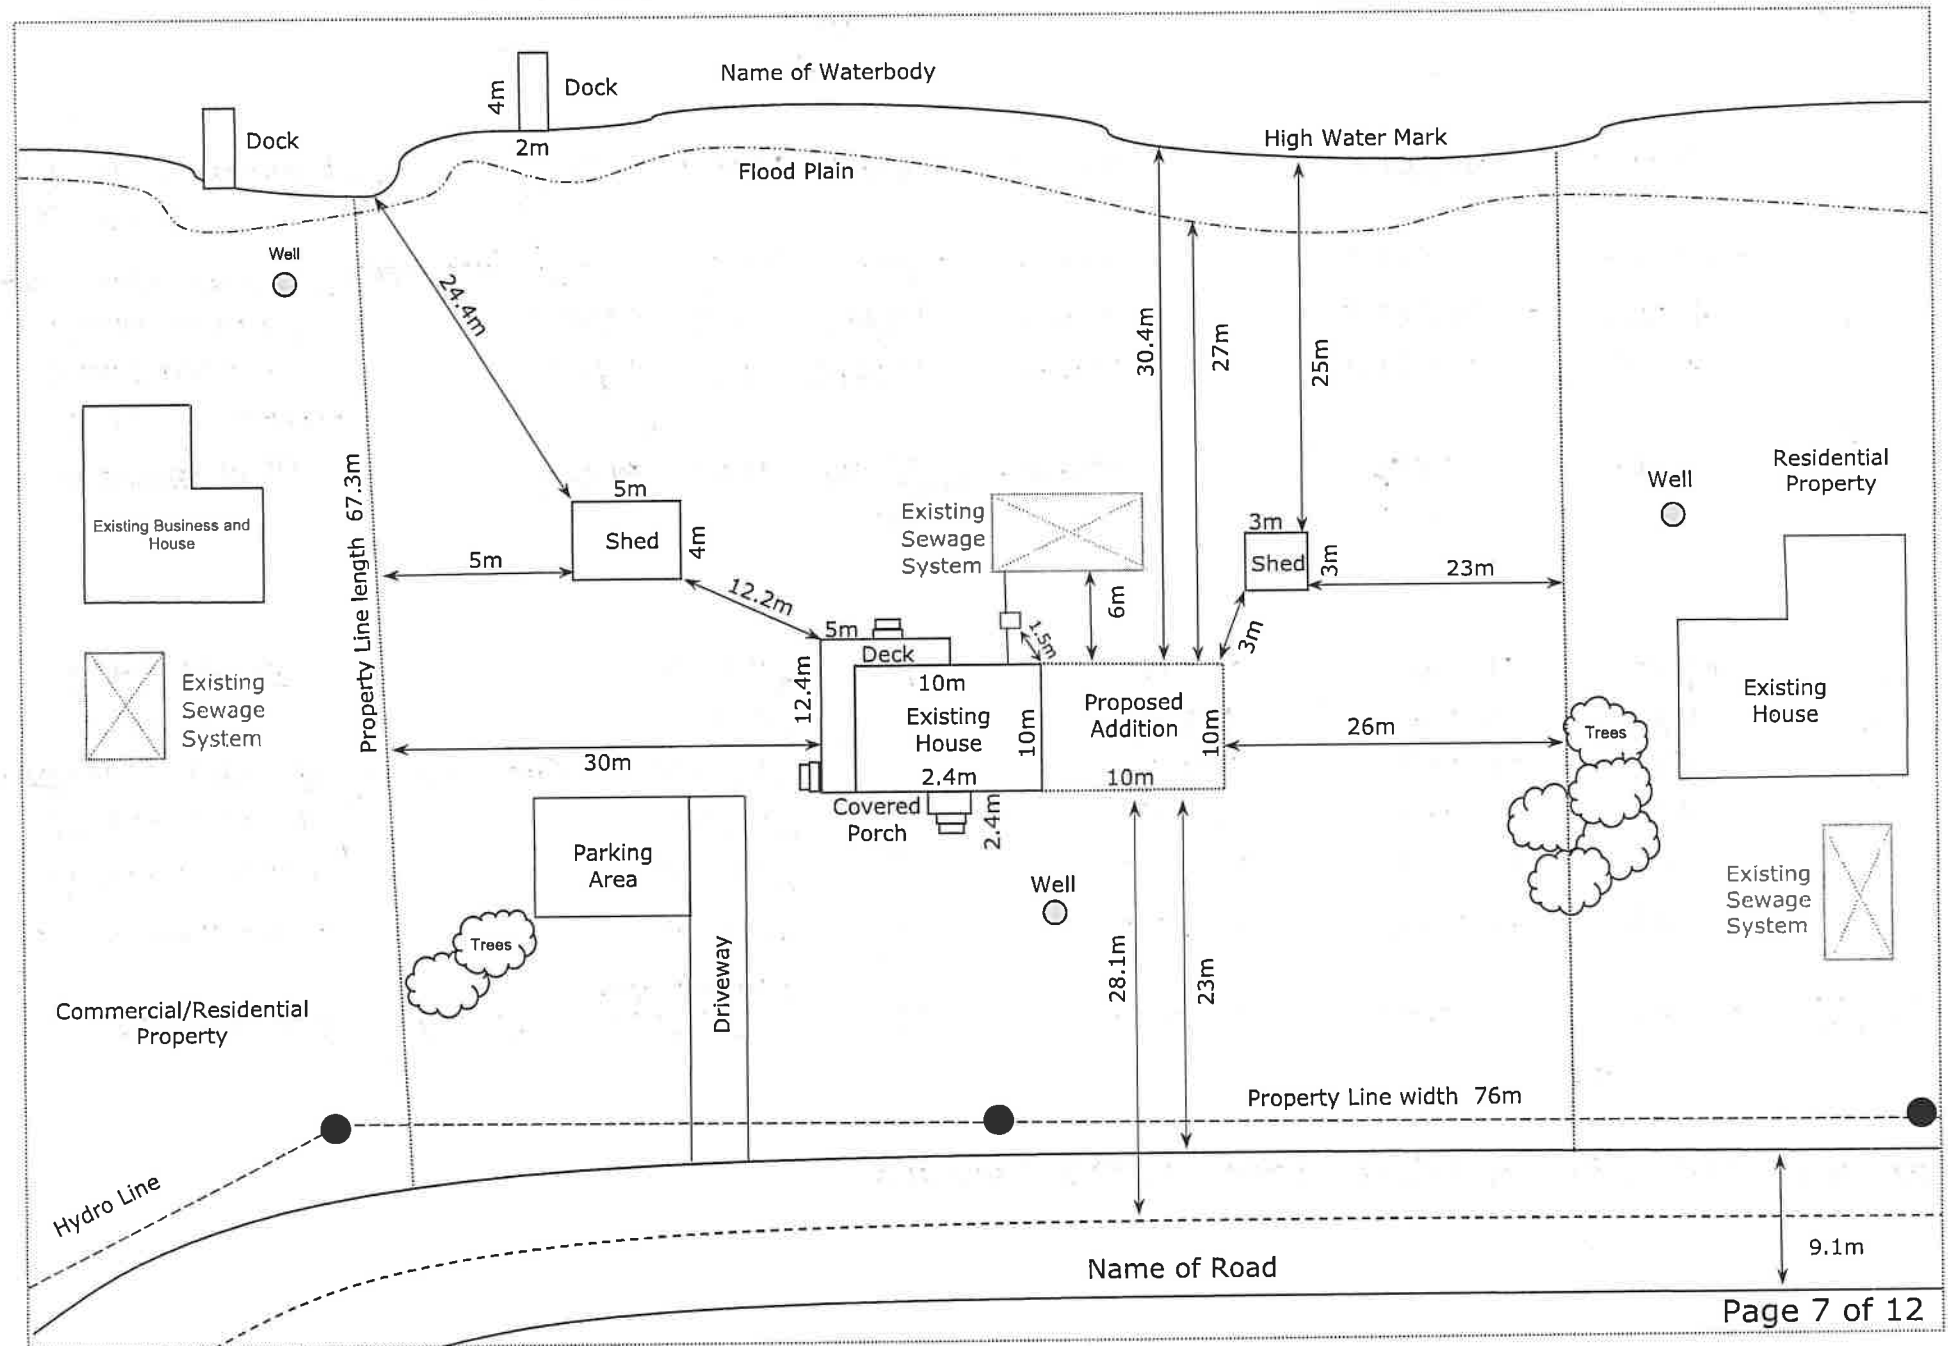 Name of Waterbody
4m
Dock
Dock
2m
High Water Mark
Flood Plain
Well
24.4m
30.4m
27m
25m
Property Line length 67.3m
Existing Business and
House
5m
Shed
4m
5m
12.2m
Existing
Sewage
System
6m
1.5m
3m
Shed
3m
3m
23m
Well
Residential
Property
Existing
House
Existing
Sewage
System
5m
Deck
12.4m
10m
Existing
House
10m
2.4m
Proposed
Addition
10m
10m
30m
26m
Trees
Covered
Porch
2.4m
Parking
Area
Trees
Driveway
Well
28.1m
23m
Existing
Sewage
System
Commercial/Residential
Property
Property Line width 76m
Hydro Line
Name of Road
9.1m
Page 7 of 12